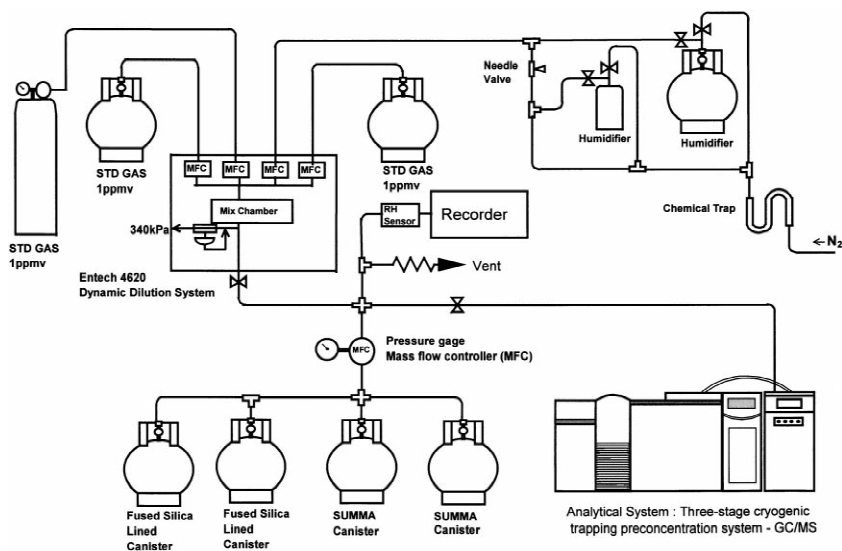 Needle
Valve
Humidifier
Humidifier
STD GAS
1ppmv
MFC
MFC
MFC
MFC
STD GAS
1ppmv
Mix Chamber
RH
Sensor
Recorder
Chemical Trap
340kPa
←N2
STD GAS
1ppmv
Vent
Entech 4620
Dynamic Dilution System
Pressure gage
Mass flow controller (MFC)
MFC
Fused Silica
Lined
Canister
Fused Silica
Lined
Canister
SUMMA
Canister
SUMMA
Canister
Analytical System : Three-stage cryogenic
trapping preconcentration system - GC/MS